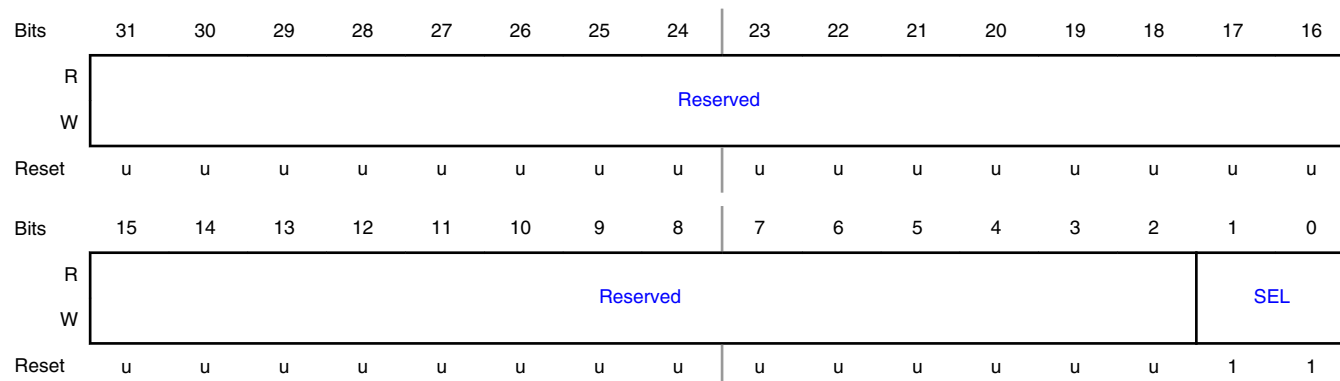 Bits 31 30 29 28 27 26 25 24 23 22 21 20 19 18 17 16
R
Reserved
W
Reset u u u u u u u u u u u u u u u u
Bits 15 14 13 12 11 10 9 8 7 6 5 4 3 2 1 0
R
Reserved SEL
W
Reset u u u u u u u u u u u u u u 1 1